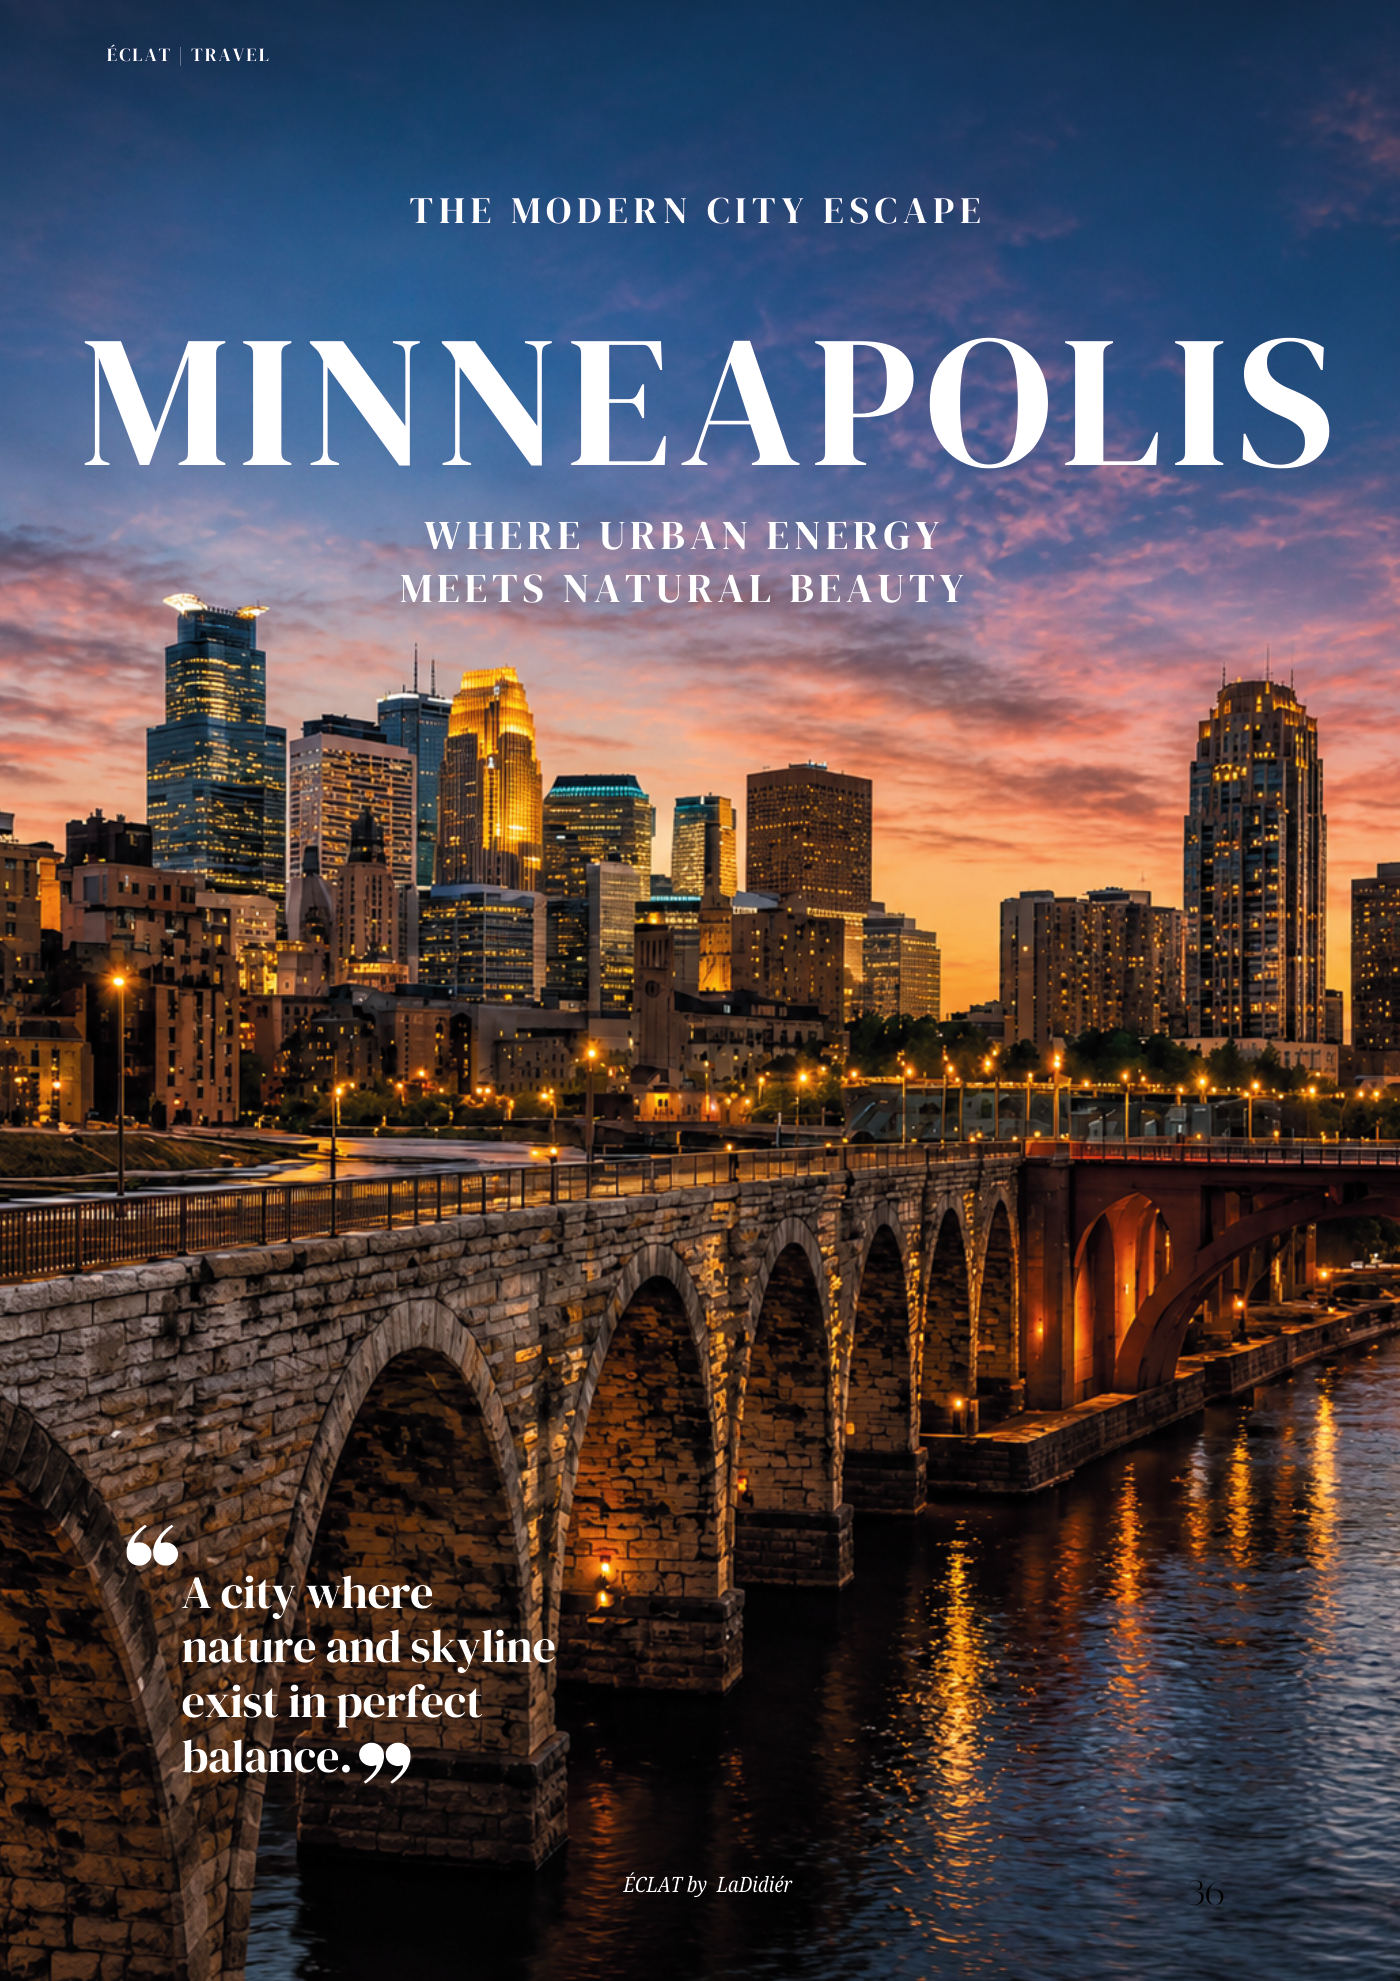 ÉCLAT | TRAVEL
THE MODERN CITY ESCAPE
MINNEAPOLIS
WHERE URBAN ENERGY
MEETS NATURAL BEAUTY
“A city where
nature and skyline
exist in perfect
balance.”
ÉCLAT by LaDidiér
36